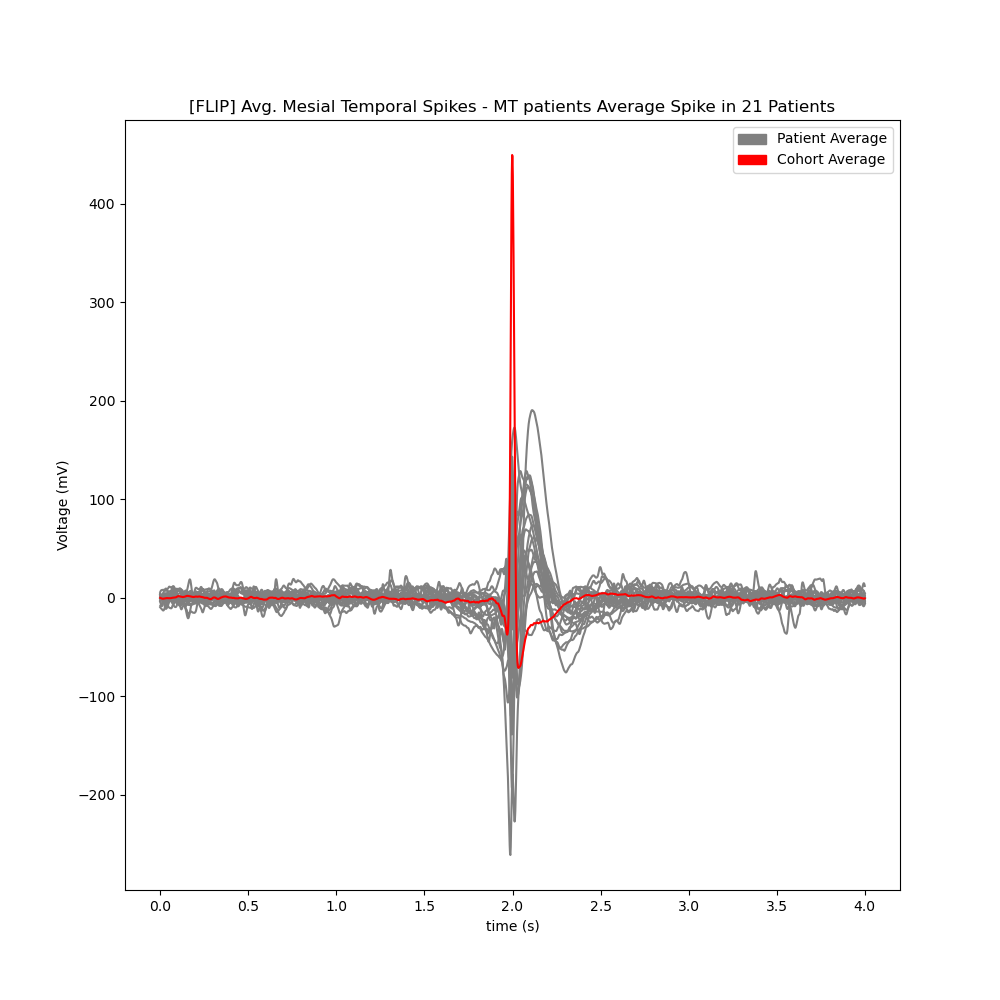 [FLIP] Avg. Mesial Temporal Spikes - MT patients Average Spike in 21 Patients
Patient Average
Cohort Average
400
300
200
100
0
−100
−200
Voltage (mV)
0.0 0.5 1.0 1.5 2.0 2.5 3.0 3.5 4.0
time (s)